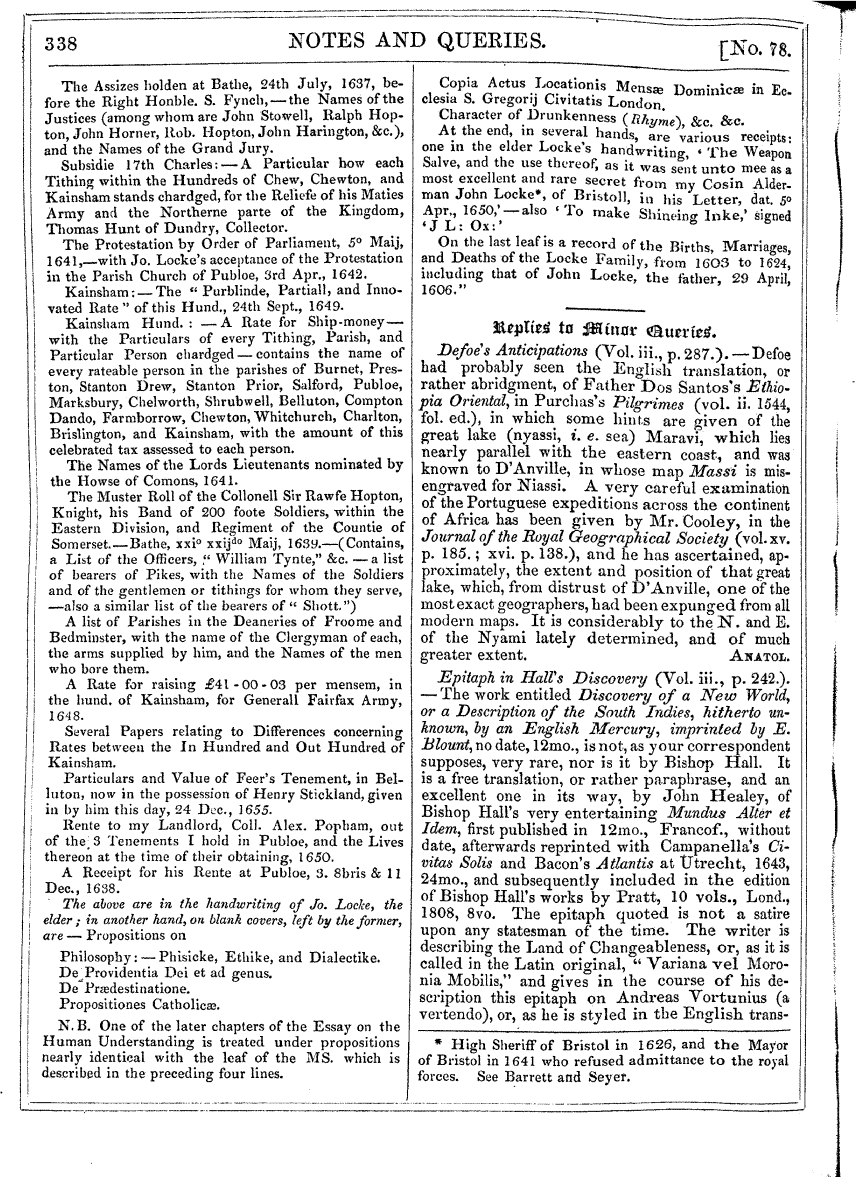 338 NOTES AND QUERIES. [No. 78.
The Assizes holden at Bathe, 24th July, 1637, be-
fore the Right Honble. S. Fynch,—the Names of the
Justices (among whom are John Stowell, Ralph Hop-
ton, John Horner, Rob. Hopton, John Harington, &c.),
and the Names of the Grand Jury.
Subsidie 17th Charles:—A Particular how each
Tithing within the Hundreds of Chew, Chewton, and
Kainsham stands chardged, for the Reliefe of his Maties
Army and the Northerne parte of the Kingdom,
Thomas Hunt of Dundry, Collector.
The Protestation by Order of Parliament, 5º Maij,
1641,—with Jo. Locke's acceptance of the Protestation
in the Parish Church of Publoe, 3rd Apr., 1642.
Kainsham:—The "Purblinde, Partiall, and Inno-
vated Rate" of this Hund., 24th Sept., 1649.
Kainsham Hund. : —A Rate for Ship-money—
with the Particulars of every Tithing, Parish, and
Particular Person chardged—contains the name of
every rateable person in the parishes of Burnet, Pres-
ton, Stanton Drew, Stanton Prior, Salford, Publoe,
Marksbury, Chelworth, Shrubwell, Belluton, Compton
Dando, Farmborrow, Chewton, Whitchurch, Charlton,
Brislington, and Kainsham, with the amount of this
celebrated tax assessed to each person.
The Names of the Lords Lieutenants nominated by
the Howse of Comons, 1641.
The Muster Roll of the Collonell Sir Rawfe Hopton,
Knight, his Band of 200 foote Soldiers, within the
Eastern Division, and Regiment of the Countie of
Somerset.—Bathe, xxiº xxijdo Maij, 1639.—(Contains,
a List of the Officers, "William Tynte," &c. —a list
of bearers of Pikes, with the Names of the Soldiers
and of the gentlemen or tithings for whom they serve,
—also a similar list of the bearers of "Shott.")
A list of Parishes in the Deaneries of Froome and
Bedminster, with the name of the Clergyman of each,
the arms supplied by him, and the Names of the men
who bore them.
A Rate for raising £41-00-03 per mensem, in
the hund. of Kainsham, for Generall Fairfax Army,
1648.
Several Papers relating to Differences concerning
Rates between the In Hundred and Out Hundred of
Kainsham.
Particulars and Value of Feer's Tenement, in Bel-
luton, now in the possession of Henry Stickland, given
in by him this day, 24 Dec., 1655.
Rente to my Landlord, Coll. Alex. Popham, out
of the 3 Tenements I hold in Publoe, and the Lives
thereon at the time of their obtaining, 1650.
A Receipt for his Rente at Publoe, 3. 8bris & 11
Dec., 1638.
The above are in the handwriting of Jo. Locke, the
elder; in another hand, on blank covers, left by the former,
are—Propositions on
Philosophy:—Phisicke, Ethike, and Dialectike.
De Providentia Dei et ad genus.
De Prædestinatione.
Propositiones Catholicæ.
N. B. One of the later chapters of the Essay on the
Human Understanding is treated under propositions
nearly identical with the leaf of the MS. which is
described in the preceding four lines.
Copia Actus Locationis Mensæ Dominicæ in Ec-
clesia S. Gregorij Civitatis London.
Character of Drunkenness (Rhyme), &c. &c.
At the end, in several hands, are various receipts:
one in the elder Locke's handwriting, 'The Weapon
Salve, and the use thereof, as it was sent unto mee as a
most excellent and rare secret from my Cosin Alder-
man John Locke*, of Bristoll, in his Letter, dat. 5º
Apr., 1650,'—also 'To make Shineing Inke,' signed
'J L: Ox:'
On the last leaf is a record of the Births, Marriages,
and Deaths of the Locke Family, from 1603 to 1624,
including that of John Locke, the father, 29 April,
1606."
Replies to Minor Queries.
Defoe's Anticipations (Vol. iii., p. 287.).—Defoe
had probably seen the English translation, or
rather abridgment, of Father Dos Santos's Ethio-
pia Oriental, in Purchas's Pilgrimes (vol. ii. 1544,
fol. ed.), in which some hints are given of the
great lake (nyassi, i. e. sea) Maravi, which lies
nearly parallel with the eastern coast, and was
known to D'Anville, in whose map Massi is mis-
engraved for Niassi. A very careful examination
of the Portuguese expeditions across the continent
of Africa has been given by Mr. Cooley, in the
Journal of the Royal Geographical Society (vol. xv.
p. 185.; xvi. p. 138.), and he has ascertained, ap-
proximately, the extent and position of that great
lake, which, from distrust of D'Anville, one of the
most exact geographers, had been expunged from all
modern maps. It is considerably to the N. and E.
of the Nyami lately determined, and of much
greater extent. ANATOL.
Epitaph in Hall's Discovery (Vol. iii., p. 242.).
—The work entitled Discovery of a New World,
or a Description of the South Indies, hitherto un-
known, by an English Mercury, imprinted by E.
Blount, no date, 12mo., is not, as your correspondent
supposes, very rare, nor is it by Bishop Hall. It
is a free translation, or rather paraphrase, and an
excellent one in its way, by John Healey, of
Bishop Hall's very entertaining Mundus Alter et
Idem, first published in 12mo., Francof., without
date, afterwards reprinted with Campanella's Ci-
vitas Solis and Bacon's Atlantis at Utrecht, 1643,
24mo., and subsequently included in the edition
of Bishop Hall's works by Pratt, 10 vols., Lond.,
1808, 8vo. The epitaph quoted is not a satire
upon any statesman of the time. The writer is
describing the Land of Changeableness, or, as it is
called in the Latin original, "Variana vel Moro-
nia Mobilis," and gives in the course of his de-
scription this epitaph on Andreas Vortunius (a
vertendo), or, as he is styled in the English trans-
* High Sheriff of Bristol in 1626, and the Mayor
of Bristol in 1641 who refused admittance to the royal
forces. See Barrett and Seyer.